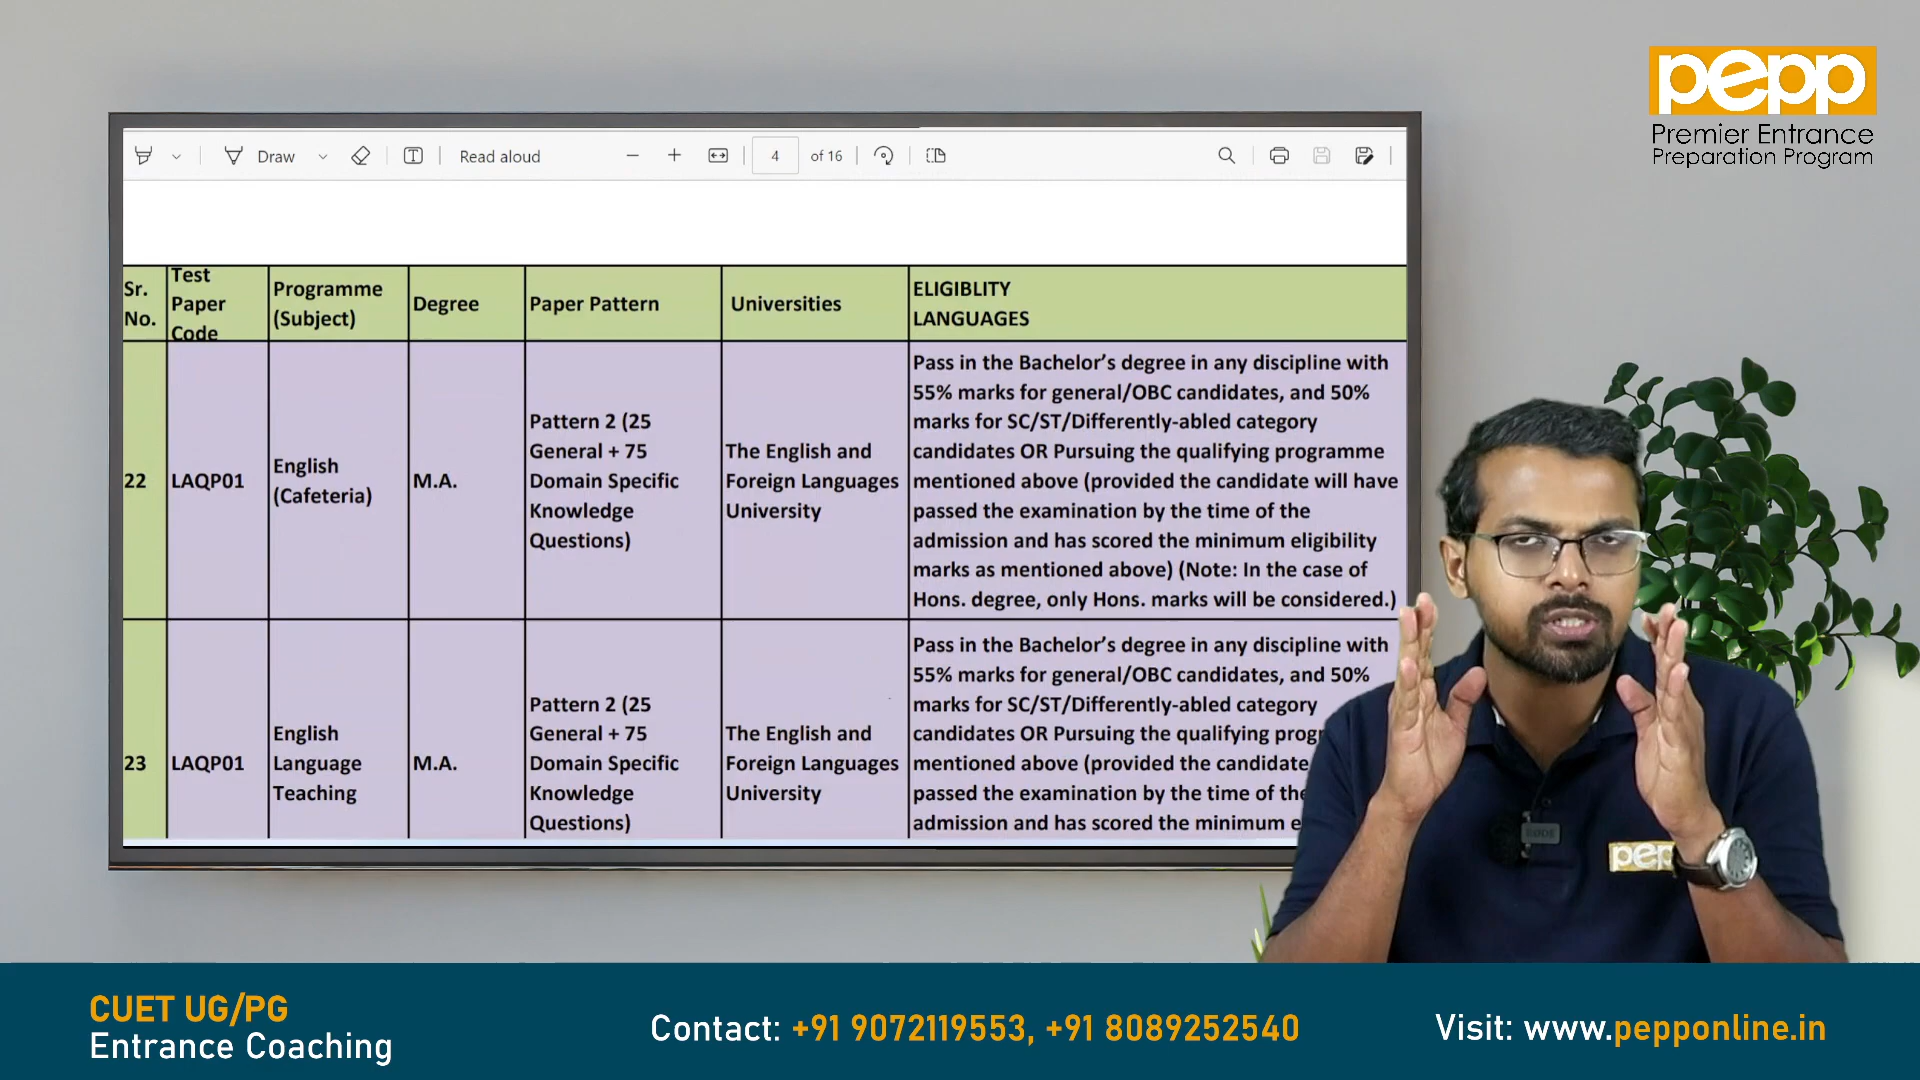 pepp
Premier Entrance
Preparation Program
Draw
Read aloud
4
of 16
Sr.
No.
Test
Paper
Code
Programme
(Subject)
Degree
Paper Pattern
Universities
ELIGIBLITY
LANGUAGES
22
LAQP01
English
(Cafeteria)
M.A.
Pattern 2 (25
General + 75
Domain Specific
Knowledge
Questions)
The English and
Foreign Languages
University
Pass in the Bachelor’s degree in any discipline with
55% marks for general/OBC candidates, and 50%
marks for SC/ST/Differently-abled category
candidates OR Pursuing the qualifying programme
mentioned above (provided the candidate will have
passed the examination by the time of the
admission and has scored the minimum eligibility
marks as mentioned above) (Note: In the case of
Hons. degree, only Hons. marks will be considered.)
23
LAQP01
English
Language
Teaching
M.A.
Pattern 2 (25
General + 75
Domain Specific
Knowledge
Questions)
The English and
Foreign Languages
University
Pass in the Bachelor’s degree in any discipline with
55% marks for general/OBC candidates, and 50%
marks for SC/ST/Differently-abled category
candidates OR Pursuing the qualifying
mentioned above (provided the candidate
passed the examination by the time of the
admission and has scored the minimum
RODE
pepp
CUET UG/PG
Entrance Coaching
Contact: +91 9072119553, +91 8089252540
Visit: www.pepponline.in